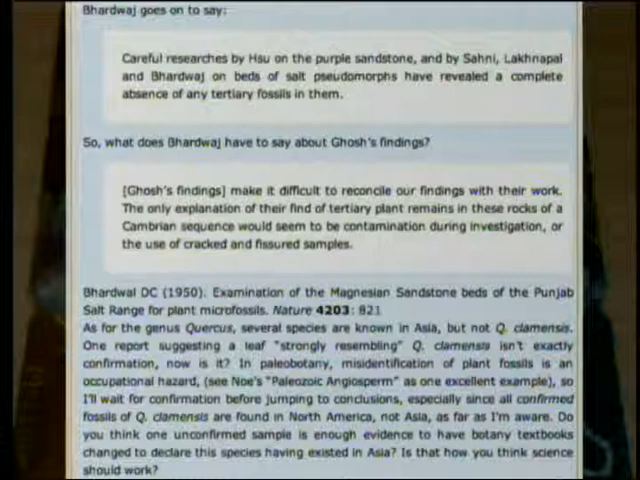 Bhardwaj goes on to say:
Careful researches by Hsu on the purple sandstone, and by Sahni, Lakhnapal
and Bhardwaj on beds of salt pseudomorphs have revealed a complete
absence of any tertiary fossils in them.
So, what does Bhardwaj have to say about Ghosh's findings?
[Ghosh's findings] make it difficult to reconcile our findings with their work.
The only explanation of their find of tertiary plant remains in these rocks of a
Cambrian sequence would seem to be contamination during investigation, or
the use of cracked and fissured samples.
Bhardwal DC (1950). Examination of the Magnesian Sandstone beds of the Punjab
Salt Range for plant microfossils. Nature 4203: 821
As for the genus Quercus, several species are known in Asia, but not Q. clamensis.
One report suggesting a leaf "strongly resembling" Q. clamensis isn't exactly
confirmation, now is it? In paleobotany, misidentification of plant fossils is an
occupational hazard, (see Noe's "Paleozoic Angiosperm" as one excellent example), so
I'll wait for confirmation before jumping to conclusions, especially since all confirmed
fossils of Q. clamensis are found in North America, not Asia, as far as I'm aware. Do
you think one unconfirmed sample is enough evidence to have botany textbooks
changed to declare this species having existed in Asia? Is that how you think science
should work?